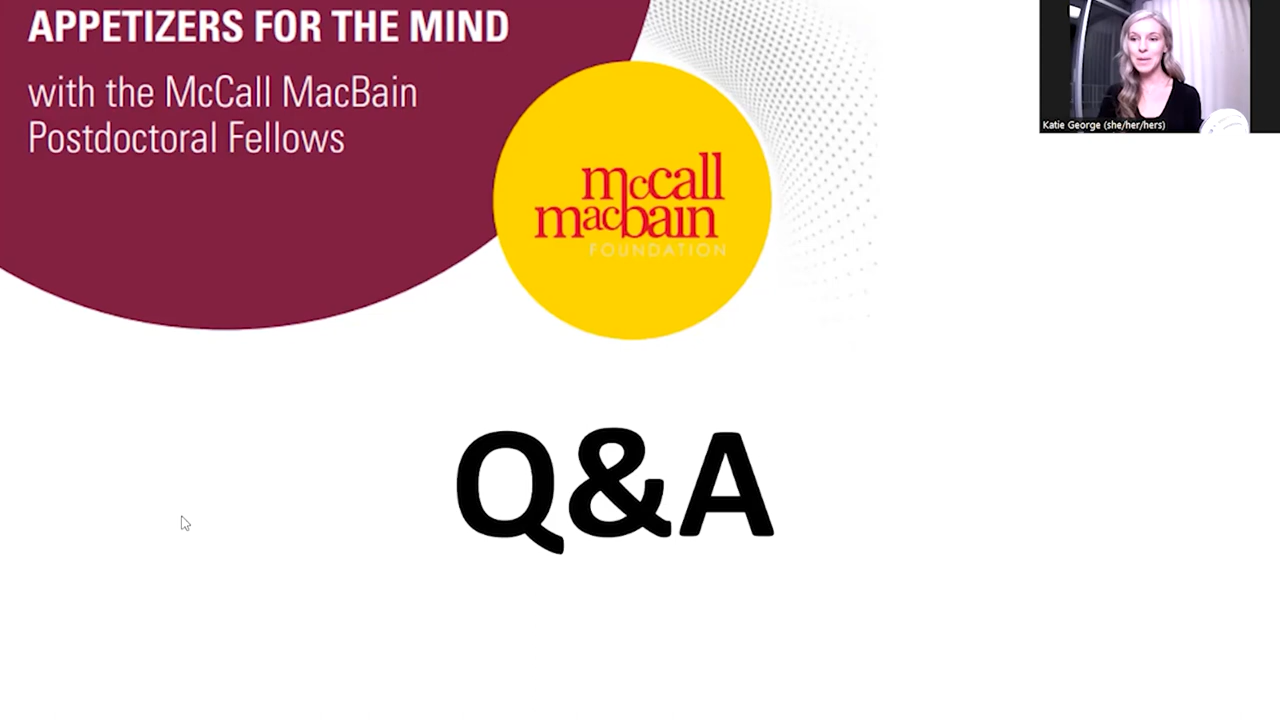 APPETIZERS FOR THE MIND
with the McCall MacBain
Postdoctoral Fellows
mccall
macbain
FOUNDATION
Katie George (she/her/hers)
Q&A